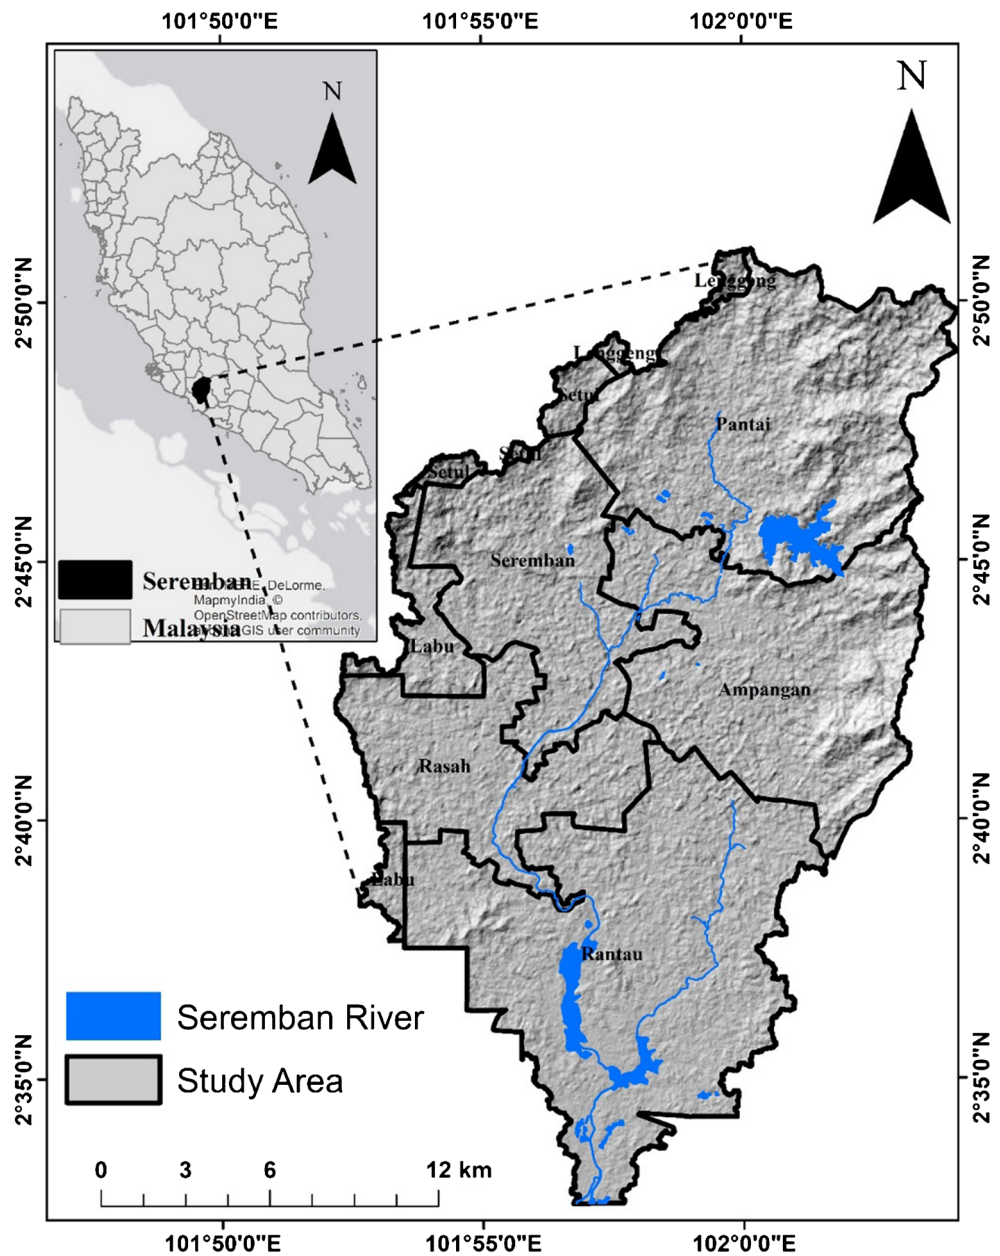 101°50'0"E 101°55'0"E 102°0'0"E
N
N
2°50'0"N
2°50'0"N
Lenggeng
Lenggeng
Setul
Pantai
Setul
Setul
Seremban
2°45'0"N
2°45'0"N
Seremban
DeLorme,
MapmyIndia, ©
OpenStreetMap contributors,
Malaysia
GIS user community
Labu
Ampangan
Rasah
2°40'0"N
2°40'0"N
Labu
Rantau
Seremban River
Study Area
2°35'0"N
2°35'0"N
0 3 6 12 km
101°50'0"E 101°55'0"E 102°0'0"E